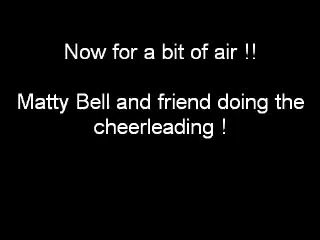 Now for a bit of air !!
Matty Bell and friend doing the
cheerleading !